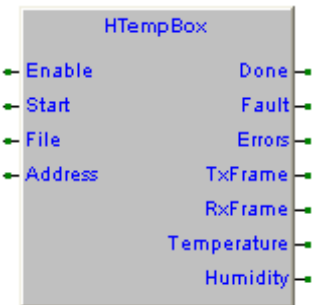 HTempBox
Enable Done
Start Fault
File Errors
Address TxFrame
RxFrame
Temperature
Humidity